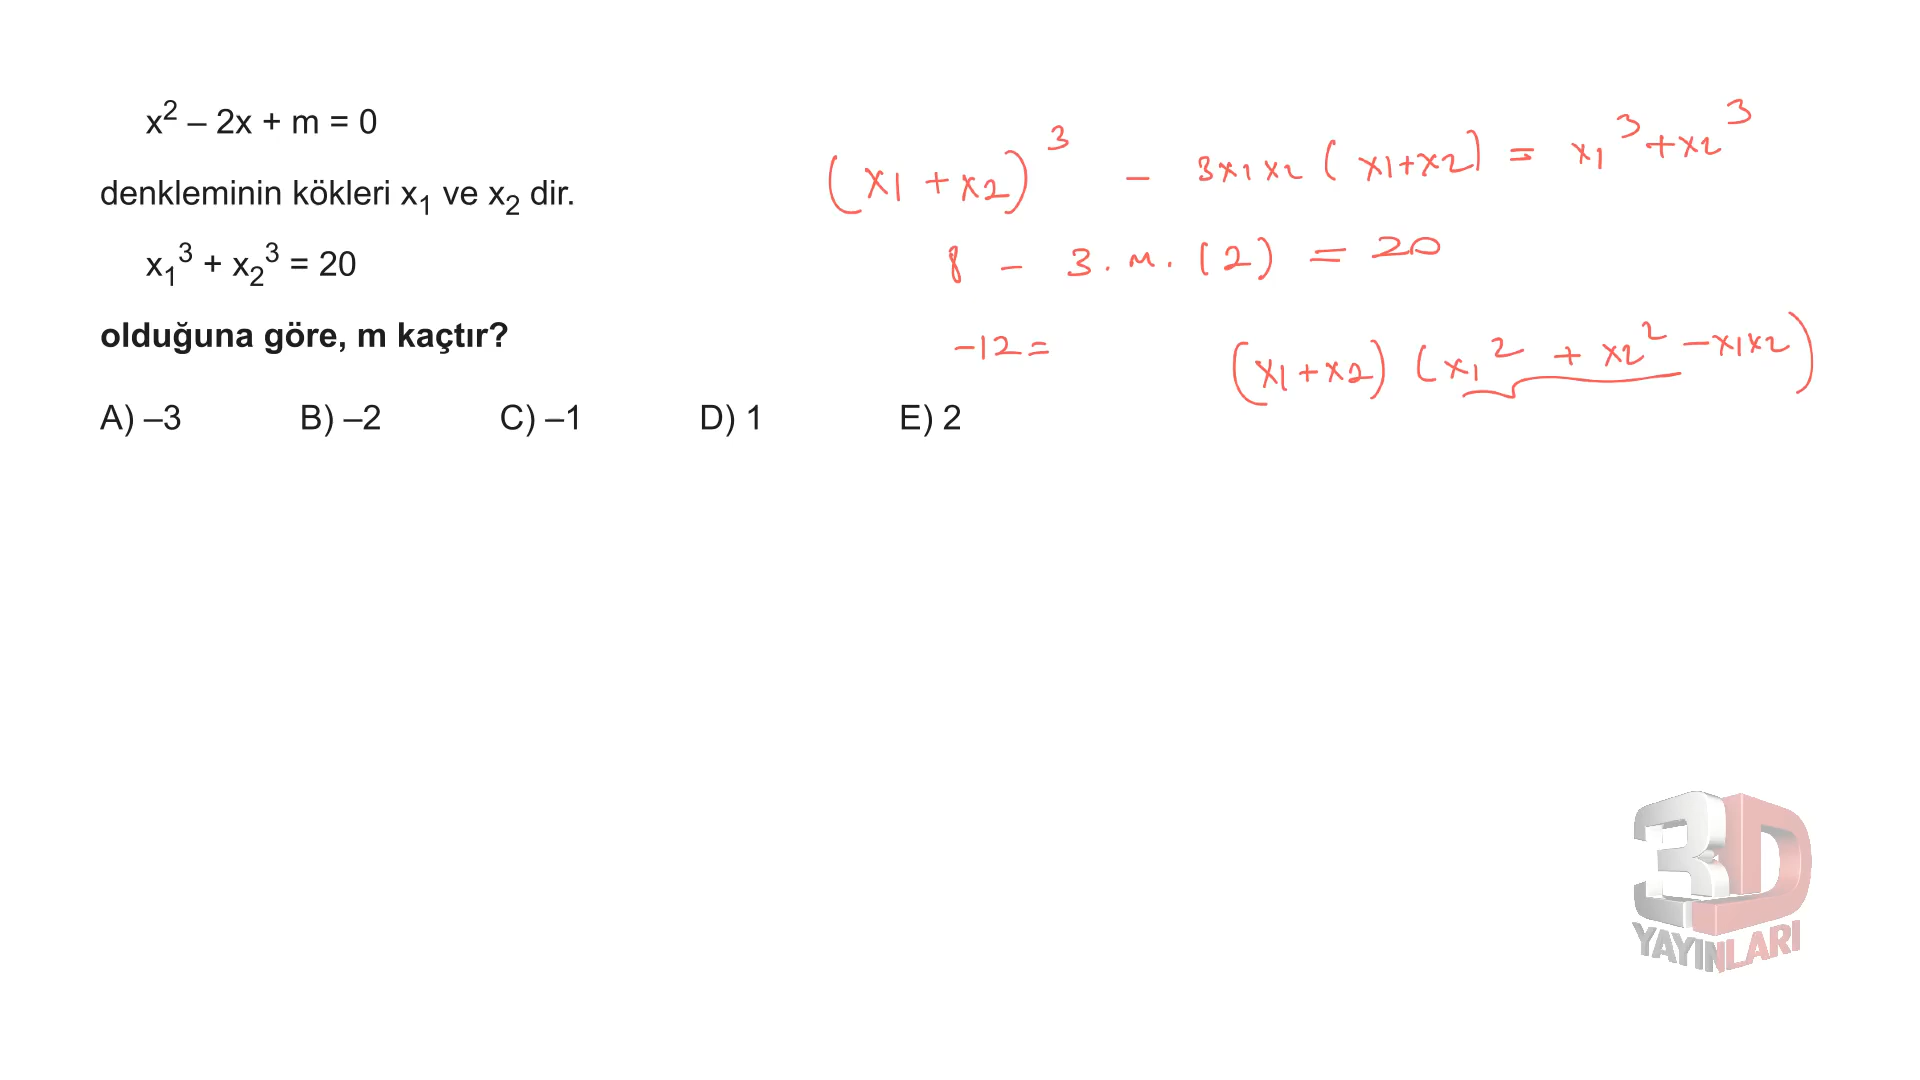 x² – 2x + m = 0
denkleminin kökleri x₁ ve x₂ dir.
x₁³ + x₂³ = 20
olduğuna göre, m kaçtır?
A) –3 B) –2 C) –1 D) 1 E) 2
(x1 + x2)³ – 3x1x2 (x1+x2) = x1³ + x2³
8 – 3 . m . (2) = 20
-12 =
(x1 + x2) (x1² + x2² – x1x2)
3D
YAYINLARI